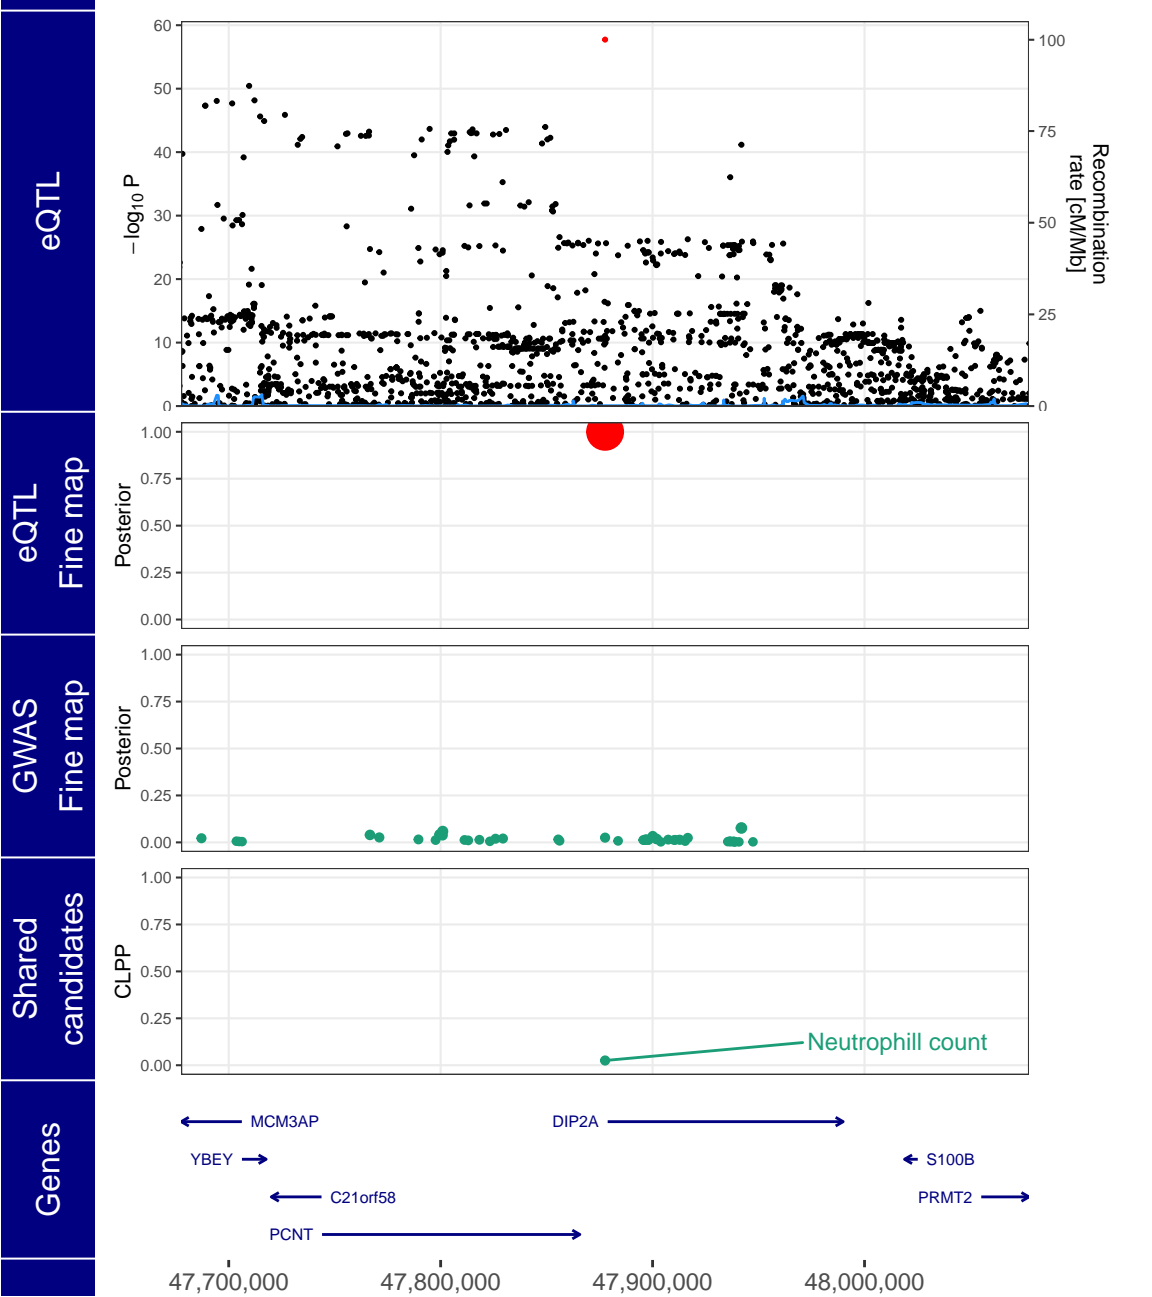 eQTL
60
50
40
30
20
10
0
−log10 P
100
75
50
25
0
Recombination
rate [cM/Mb]
eQTL
Fine map
1.00
0.75
0.50
0.25
0.00
Posterior
GWAS
Fine map
1.00
0.75
0.50
0.25
0.00
Posterior
Shared
candidates
1.00
0.75
0.50
0.25
0.00
CLPP
Neutrophill count
Genes
MCM3AP
DIP2A
YBEY
S100B
C21orf58
PRMT2
PCNT
47,700,000
47,800,000
47,900,000
48,000,000